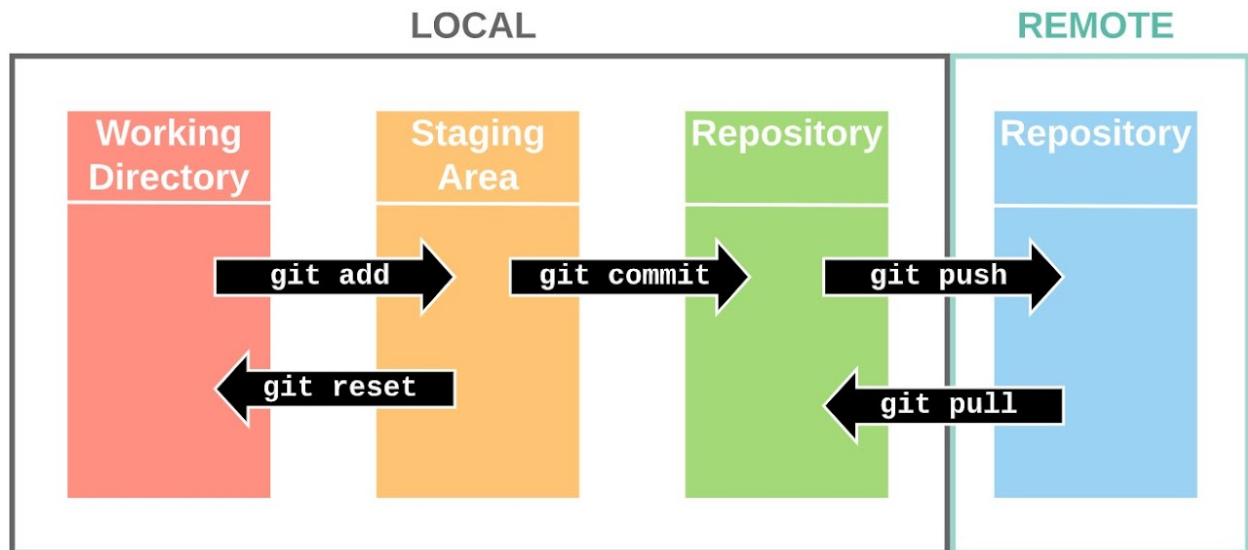 LOCAL
REMOTE
Working
Directory
Staging
Area
Repository
Repository
git add
git commit
git push
git reset
git pull